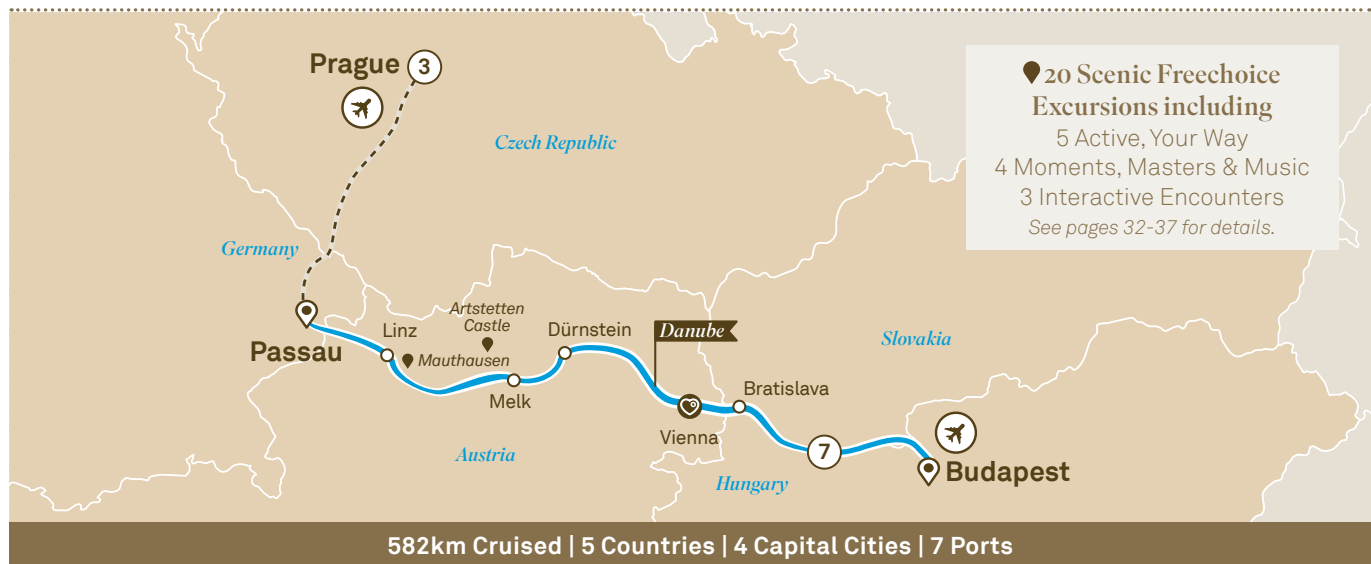 Prague
3
20 Scenic Freechoice
Excursions including
5 Active, Your Way
4 Moments, Masters & Music
3 Interactive Encounters
See pages 32-37 for details.
Czech Republic
Germany
Passau
Linz
Mauthausen
Artstetten
Castle
Melk
Dürnstein
Danube
Vienna
Bratislava
Slovakia
Austria
Hungary
7
Budapest
582km Cruised | 5 Countries | 4 Capital Cities | 7 Ports